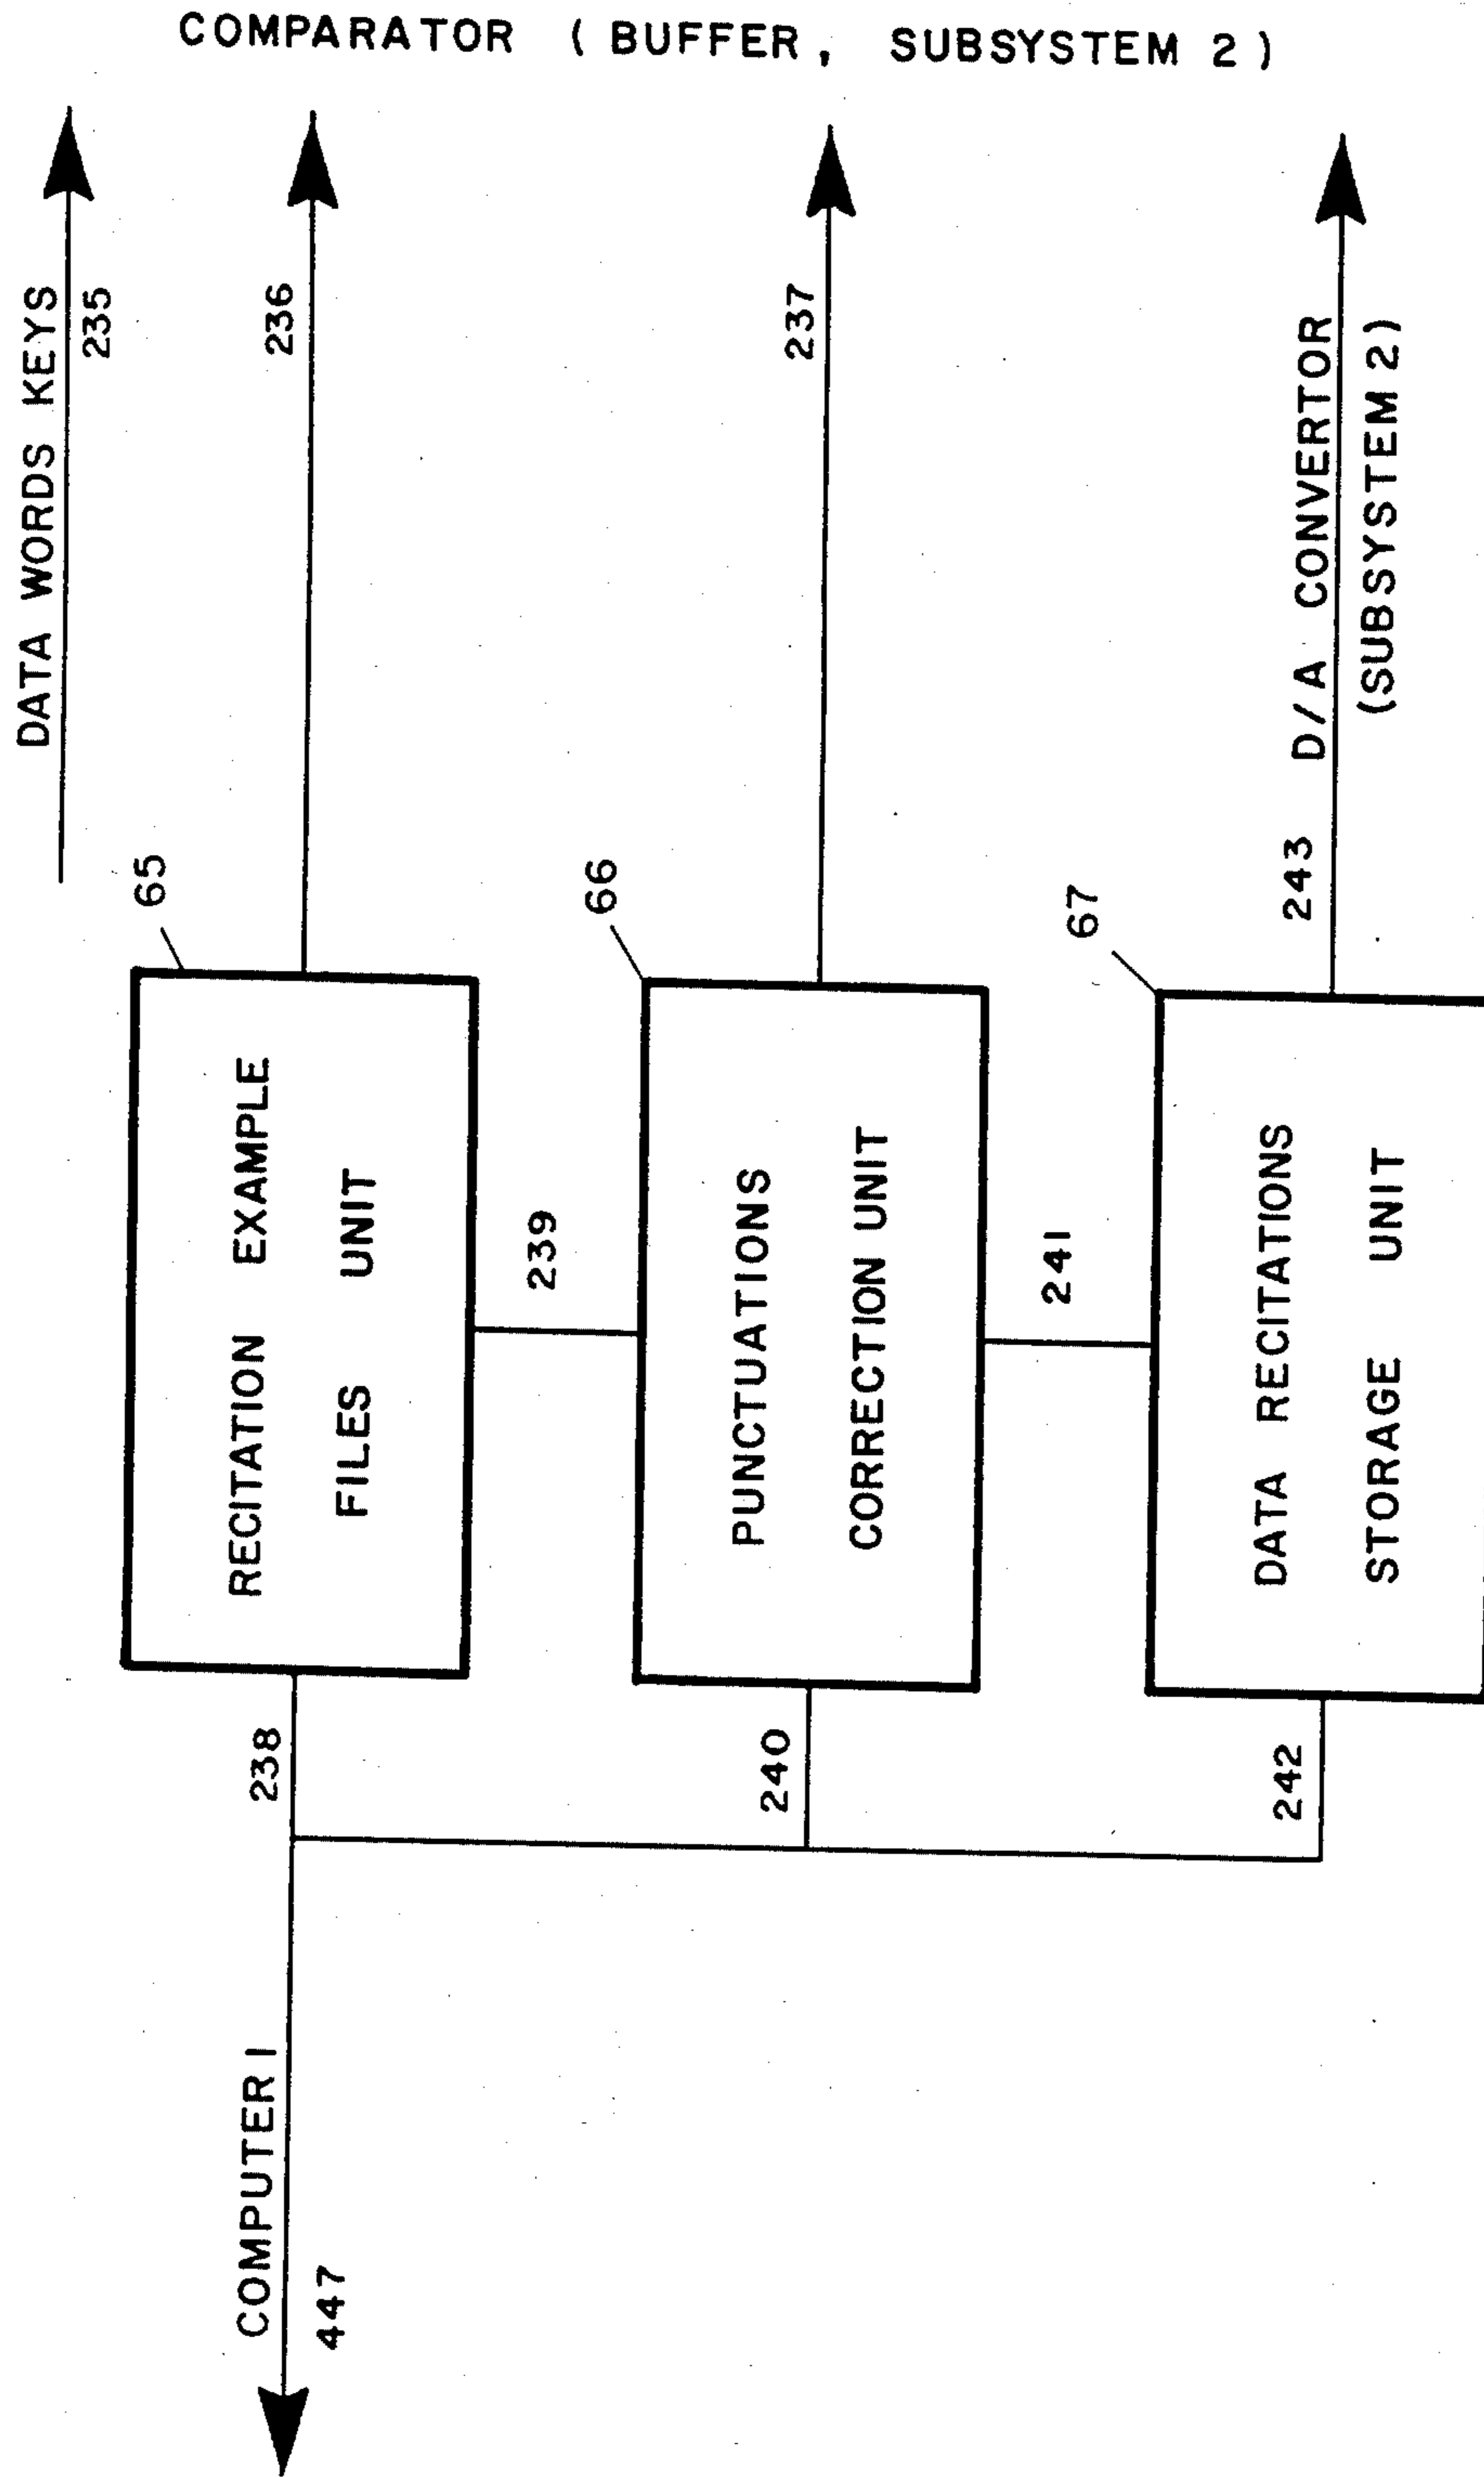 COMPARATOR ( BUFFER, SUBSYSTEM 2 )
DATA WORDS KEYS
235
236
237
243 D/A CONVERTOR
(SUBSYSTEM 2)
65
RECITATION EXAMPLE
FILES UNIT
239
66
PUNCTUATIONS
CORRECTION UNIT
241
67
DATA RECITATIONS
STORAGE UNIT
238
240
242
COMPUTER I
447